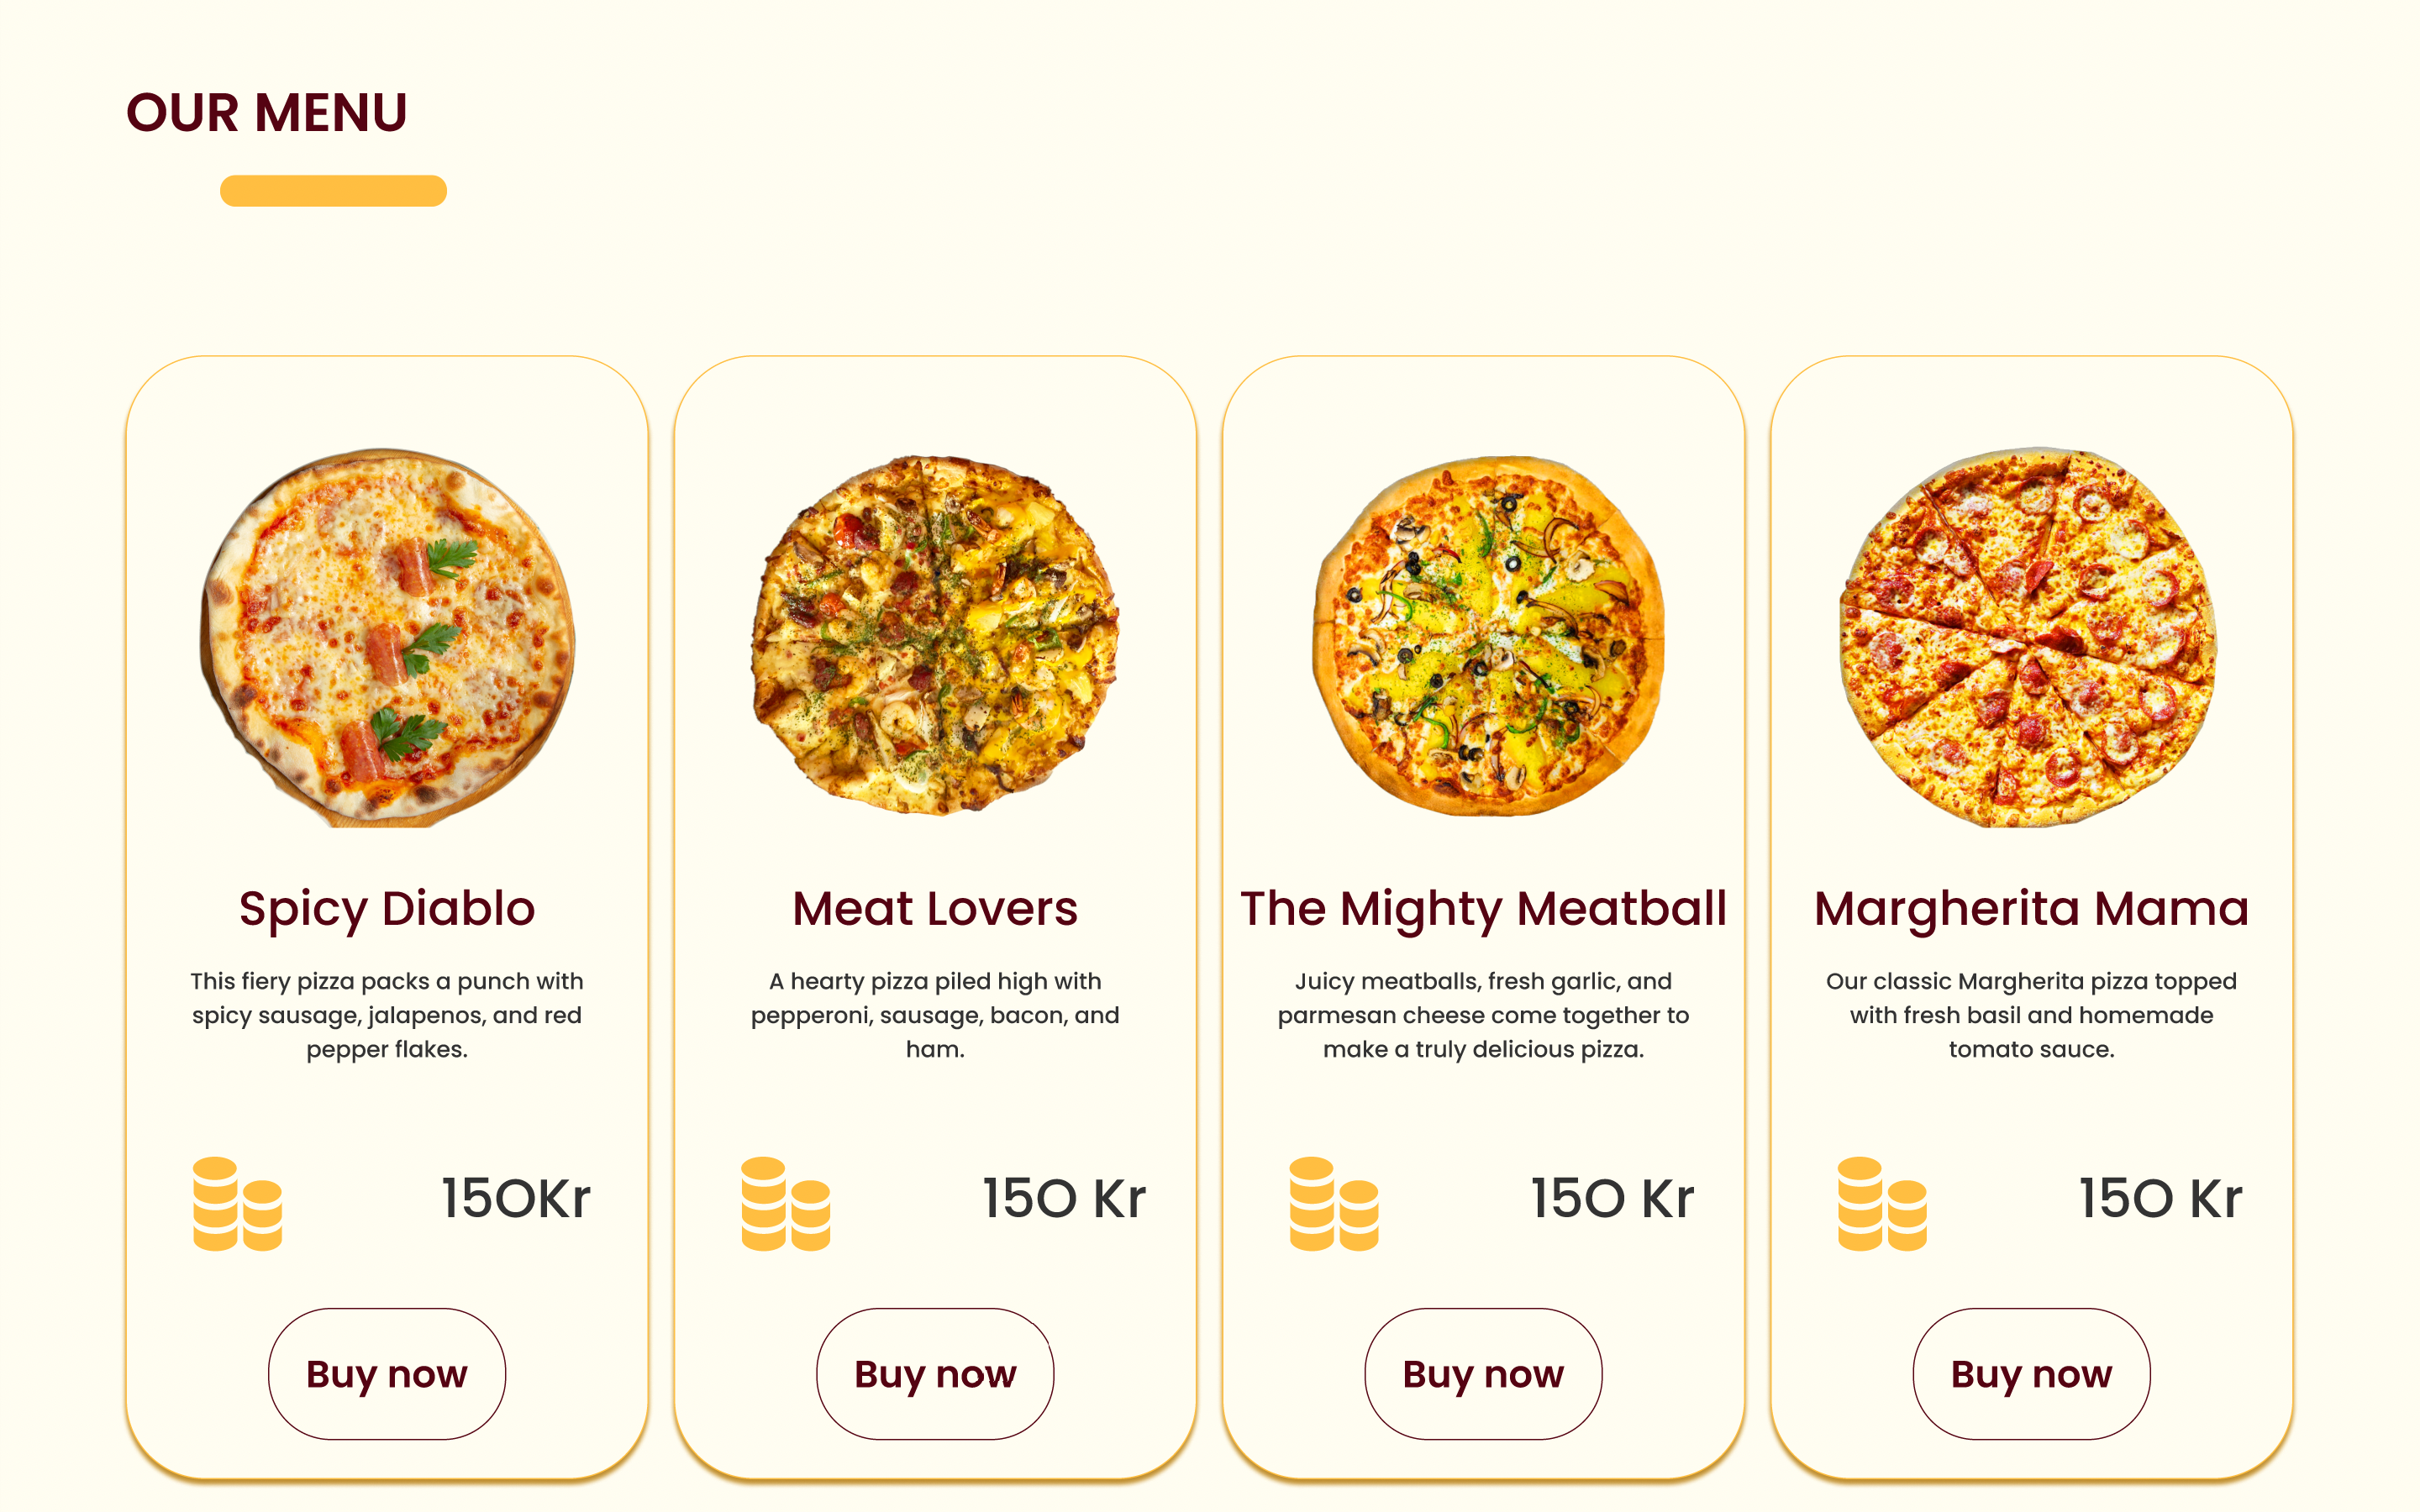 OUR MENU
Spicy Diablo
This fiery pizza packs a punch with
spicy sausage, jalapenos, and red
pepper flakes.
150Kr
Buy now
Meat Lovers
A hearty pizza piled high with
pepperoni, sausage, bacon, and
ham.
150 Kr
Buy now
The Mighty Meatball
Juicy meatballs, fresh garlic, and
parmesan cheese come together to
make a truly delicious pizza.
150 Kr
Buy now
Margherita Mama
Our classic Margherita pizza topped
with fresh basil and homemade
tomato sauce.
150 Kr
Buy now